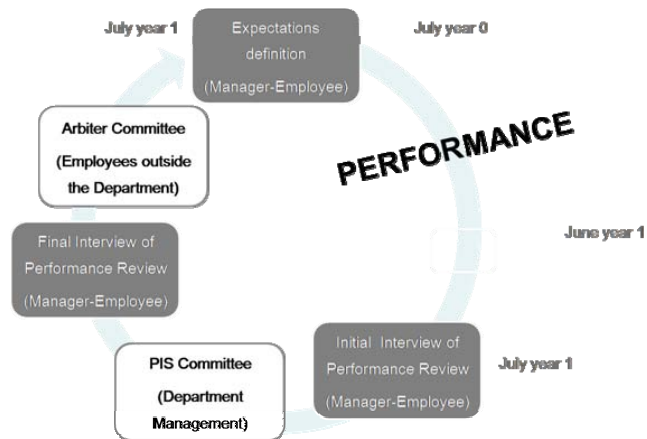 July year 1
Expectations
definition
(Manager-Employee)
July year 0
PERFORMANCE
Arbiter Committee
(Employees outside
the Department)
June year 1
Final Interview of
Performance Review
(Manager-Employee)
Initial Interview of
Performance Review
(Manager-Employee)
July year 1
PIS Committee
(Department
Management)